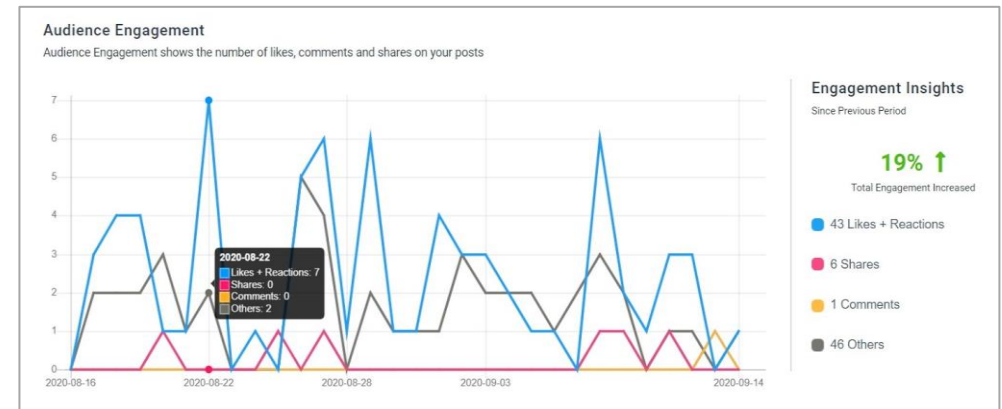 Audience Engagement
Audience Engagement shows the number of likes, comments and shares on your posts
7
6
5
4
3
2
1
0
2020-08-16
2020-08-22
2020-08-28
2020-09-03
2020-09-14
2020-08-22
Likes + Reactions: 7
Shares: 0
Comments: 0
Others: 2
Engagement Insights
Since Previous Period
19%
Total Engagement Increased
43 Likes + Reactions
6 Shares
1 Comments
46 Others